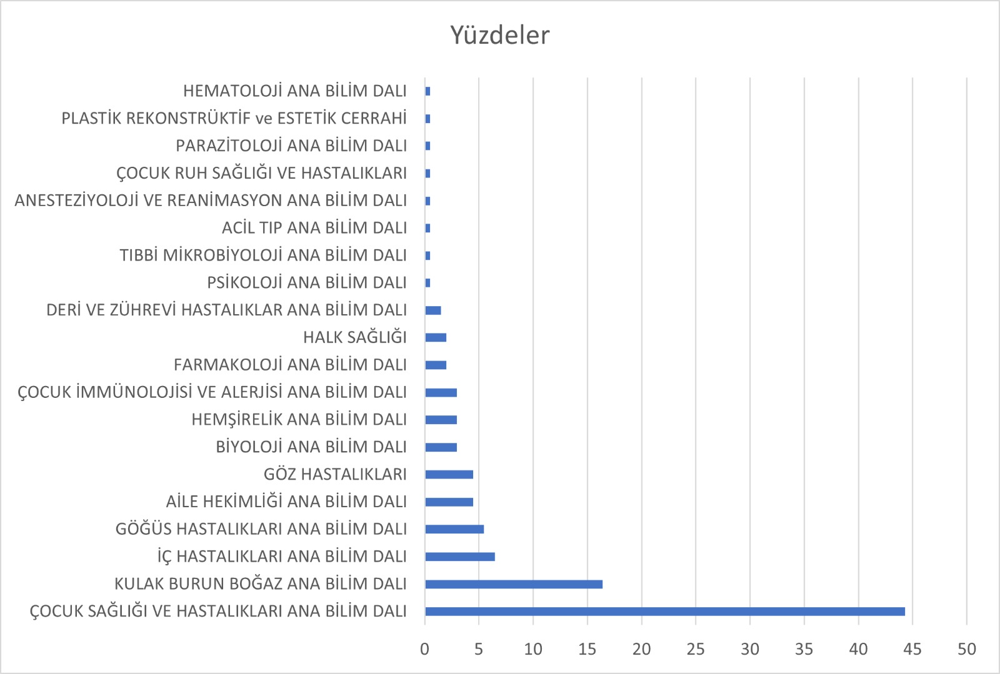 Yüzdeler
HEMATOLOJİ ANA BİLİM DALI
PLASTİK REKONSTRÜKTİF ve ESTETİK CERRAHİ
PARAZİTOLOJİ ANA BİLİM DALI
ÇOCUK RUH SAĞLIĞI VE HASTALIKLARI
ANESTEZİYOLOJİ VE REANİMASYON ANA BİLİM DALI
ACİL TIP ANA BİLİM DALI
TIBBİ MİKROBİYOLOJİ ANA BİLİM DALI
PSİKOLOJİ ANA BİLİM DALI
DERİ VE ZÜHREVİ HASTALIKLAR ANA BİLİM DALI
HALK SAĞLIĞI
FARMAKOLOJİ ANA BİLİM DALI
ÇOCUK İMMÜNOLOJİSİ VE ALERJİSİ ANA BİLİM DALI
HEMŞİRELİK ANA BİLİM DALI
BİYOLOJİ ANA BİLİM DALI
GÖZ HASTALIKLARI
AİLE HEKİMLİĞİ ANA BİLİM DALI
GÖĞÜS HASTALIKLARI ANA BİLİM DALI
İÇ HASTALIKLARI ANA BİLİM DALI
KULAK BURUN BOĞAZ ANA BİLİM DALI
ÇOCUK SAĞLIĞI VE HASTALIKLARI ANA BİLİM DALI
0 5 10 15 20 25 30 35 40 45 50